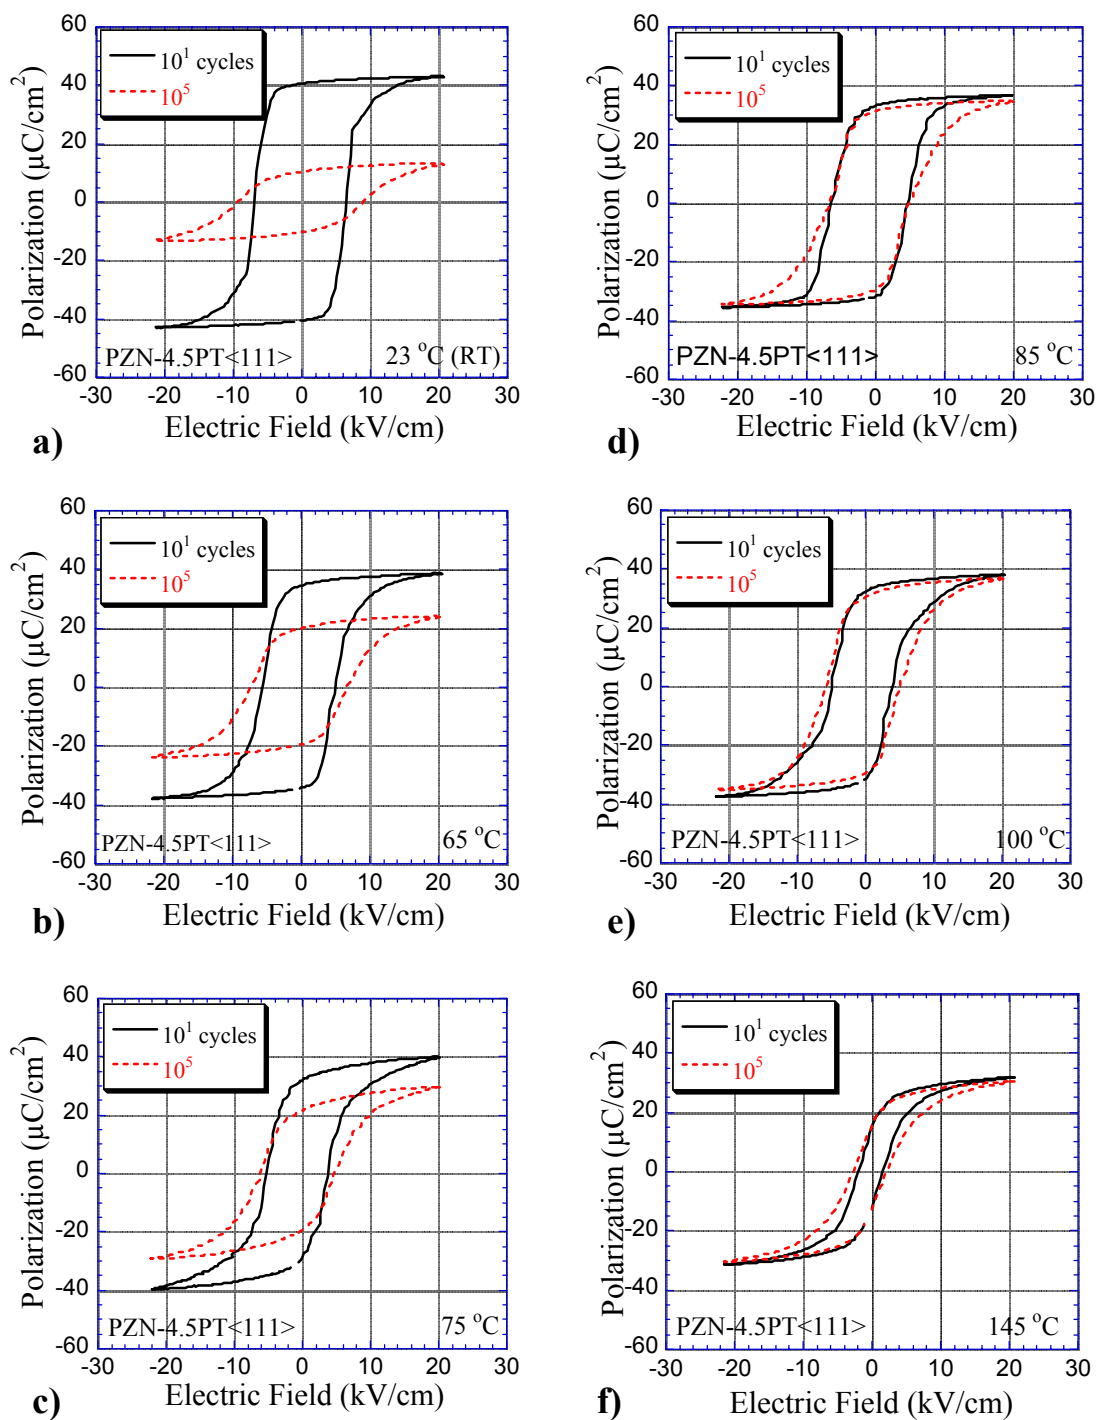 60
40
20
0
-20
-40
-60
Polarization (µC/cm²)
10¹ cycles
10⁵
PZN-4.5PT<111>
23 °C (RT)
-30 -20 -10 0 10 20 30
Electric Field (kV/cm)
a)
60
40
20
0
-20
-40
-60
Polarization (µC/cm²)
10¹ cycles
10⁵
PZN-4.5PT<111>
85 °C
-30 -20 -10 0 10 20 30
Electric Field (kV/cm)
d)
60
40
20
0
-20
-40
-60
Polarization (µC/cm²)
10¹ cycles
10⁵
PZN-4.5PT<111>
65 °C
-30 -20 -10 0 10 20 30
Electric Field (kV/cm)
b)
60
40
20
0
-20
-40
-60
Polarization (µC/cm²)
10¹ cycles
10⁵
PZN-4.5PT<111>
100 °C
-30 -20 -10 0 10 20 30
Electric Field (kV/cm)
e)
60
40
20
0
-20
-40
-60
Polarization (µC/cm²)
10¹ cycles
10⁵
PZN-4.5PT<111>
75 °C
-30 -20 -10 0 10 20 30
Electric Field (kV/cm)
c)
60
40
20
0
-20
-40
-60
Polarization (µC/cm²)
10¹ cycles
10⁵
PZN-4.5PT<111>
145 °C
-30 -20 -10 0 10 20 30
Electric Field (kV/cm)
f)